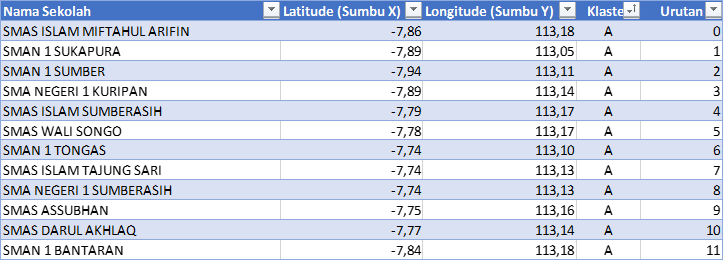 Nama Sekolah Latitude (Sumbu X) Longitude (Sumbu Y) Klaste Urutan
SMAS ISLAM MIFTAHUL ARIFIN -7,86 113,18 A 0
SMAN 1 SUKAPURA -7,89 113,05 A 1
SMAN 1 SUMBER -7,94 113,11 A 2
SMA NEGERI 1 KURIPAN -7,89 113,14 A 3
SMAS ISLAM SUMBERASIH -7,79 113,17 A 4
SMAS WALI SONGO -7,78 113,17 A 5
SMAN 1 TONGAS -7,74 113,10 A 6
SMAS ISLAM TAJUNG SARI -7,74 113,13 A 7
SMA NEGERI 1 SUMBERASIH -7,74 113,13 A 8
SMAS ASSUBHAN -7,75 113,16 A 9
SMAS DARUL AKHLAQ -7,77 113,14 A 10
SMAN 1 BANTARAN -7,84 113,18 A 11